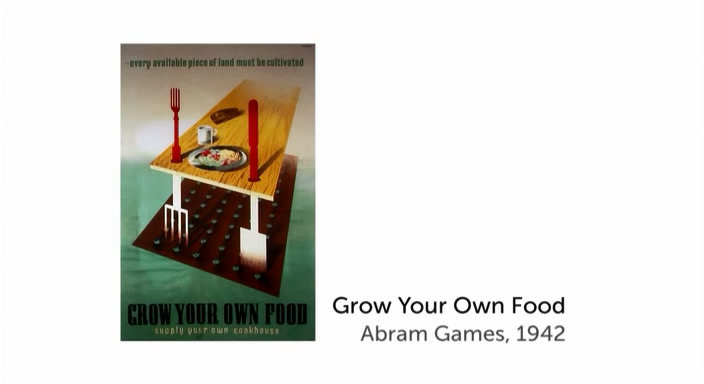 -every available piece of land must be cultivated
GROW YOUR OWN FOOD
supply your own cookhouse
Grow Your Own Food
Abram Games, 1942